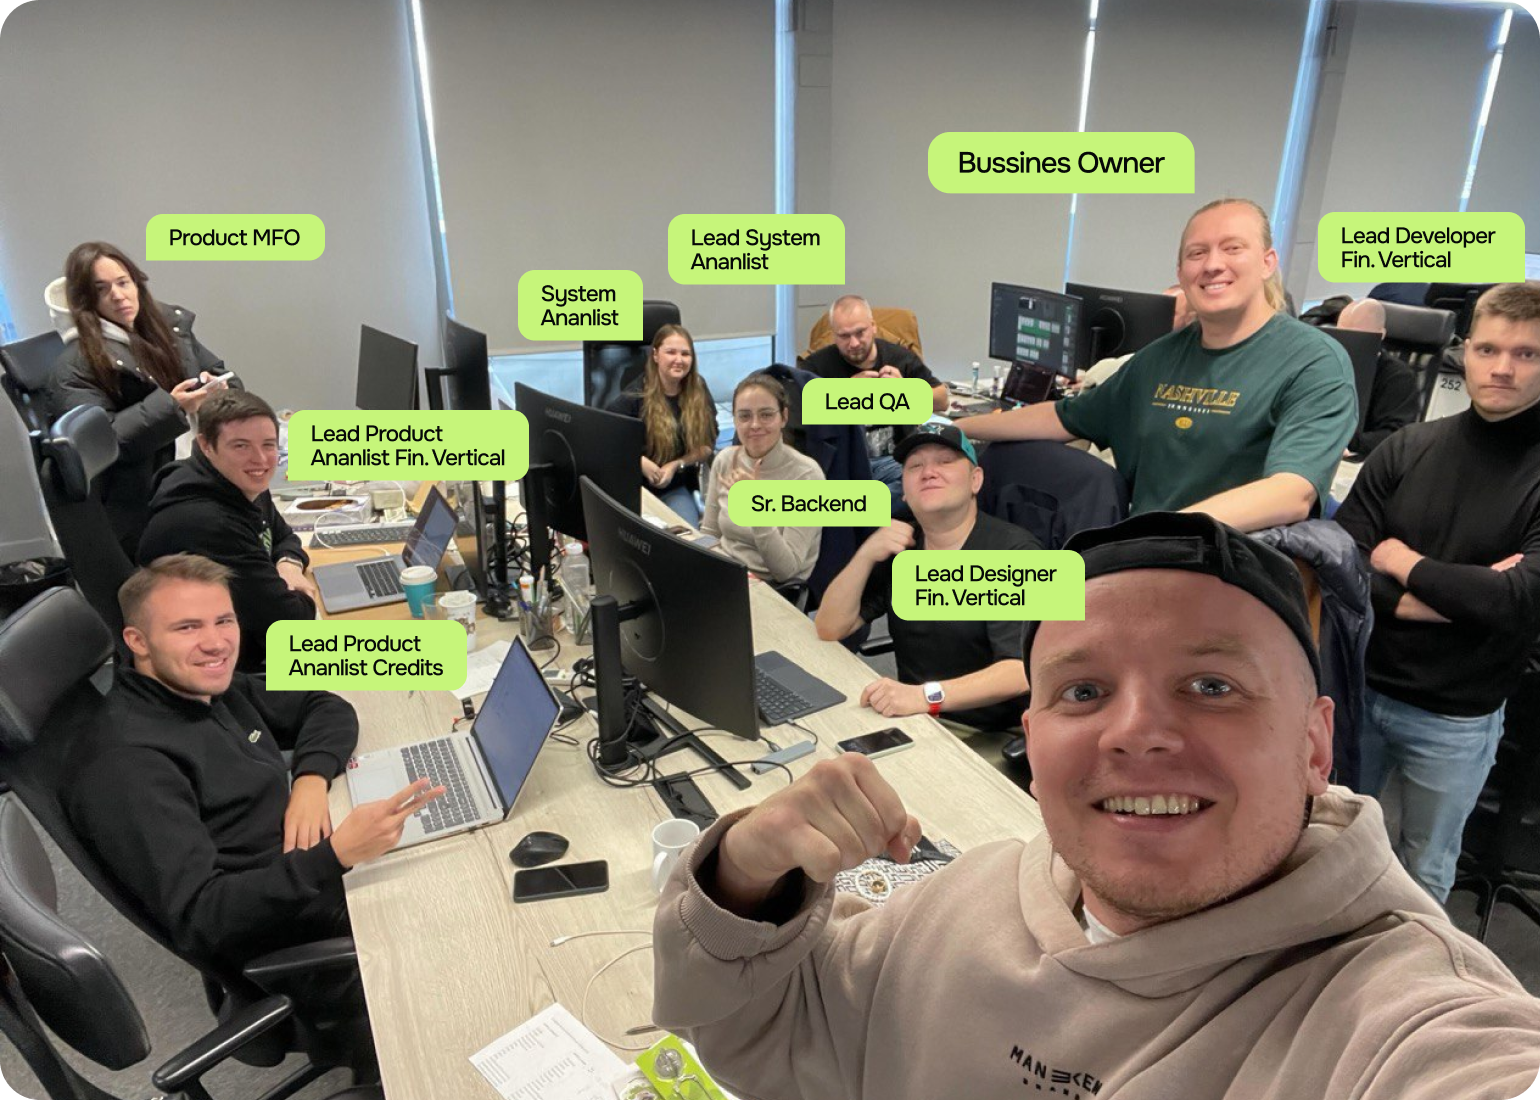 Bussines Owner
Product MFO
Lead System
Ananlist
Lead Developer
Fin. Vertical
System
Ananlist
Lead QA
Lead Product
Ananlist Fin. Vertical
Sr. Backend
Lead Designer
Fin. Vertical
Lead Product
Ananlist Credits
NASHVILLE
252
HUAWEI
HUAWEI
HUAWEI